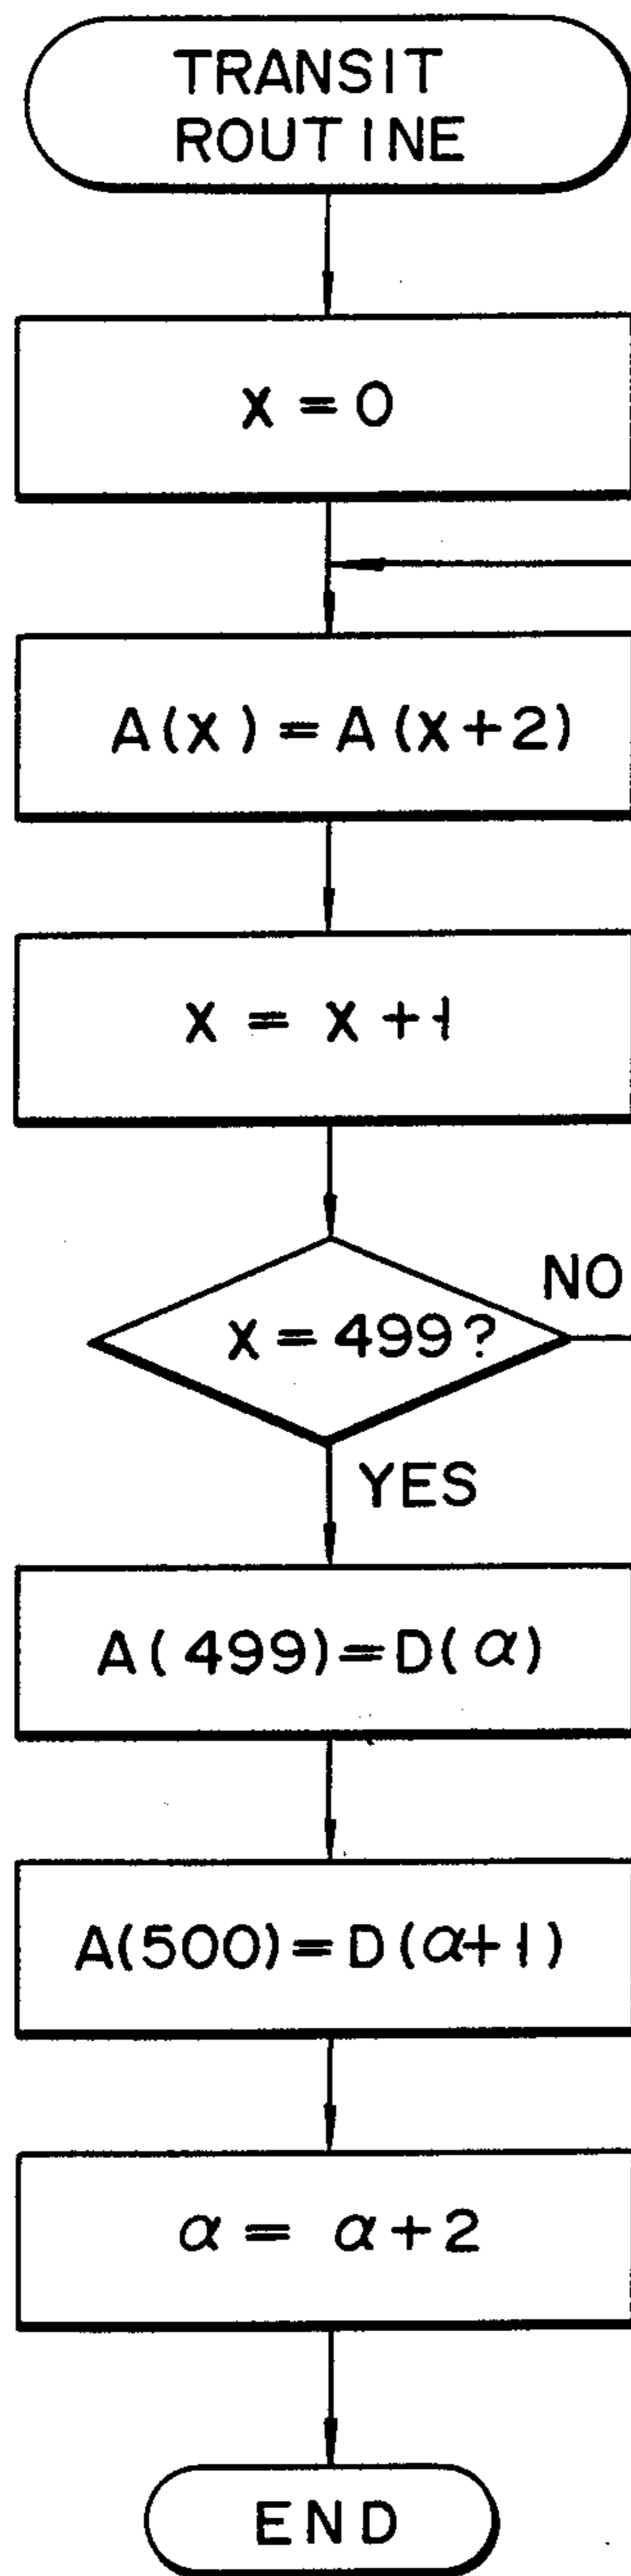 TRANSIT
ROUTINE
X = 0
A(X) = A(X+2)
X = X+1
X = 499?
NO
YES
A(499)=D(α)
A(500)=D(α+1)
α = α+2
END